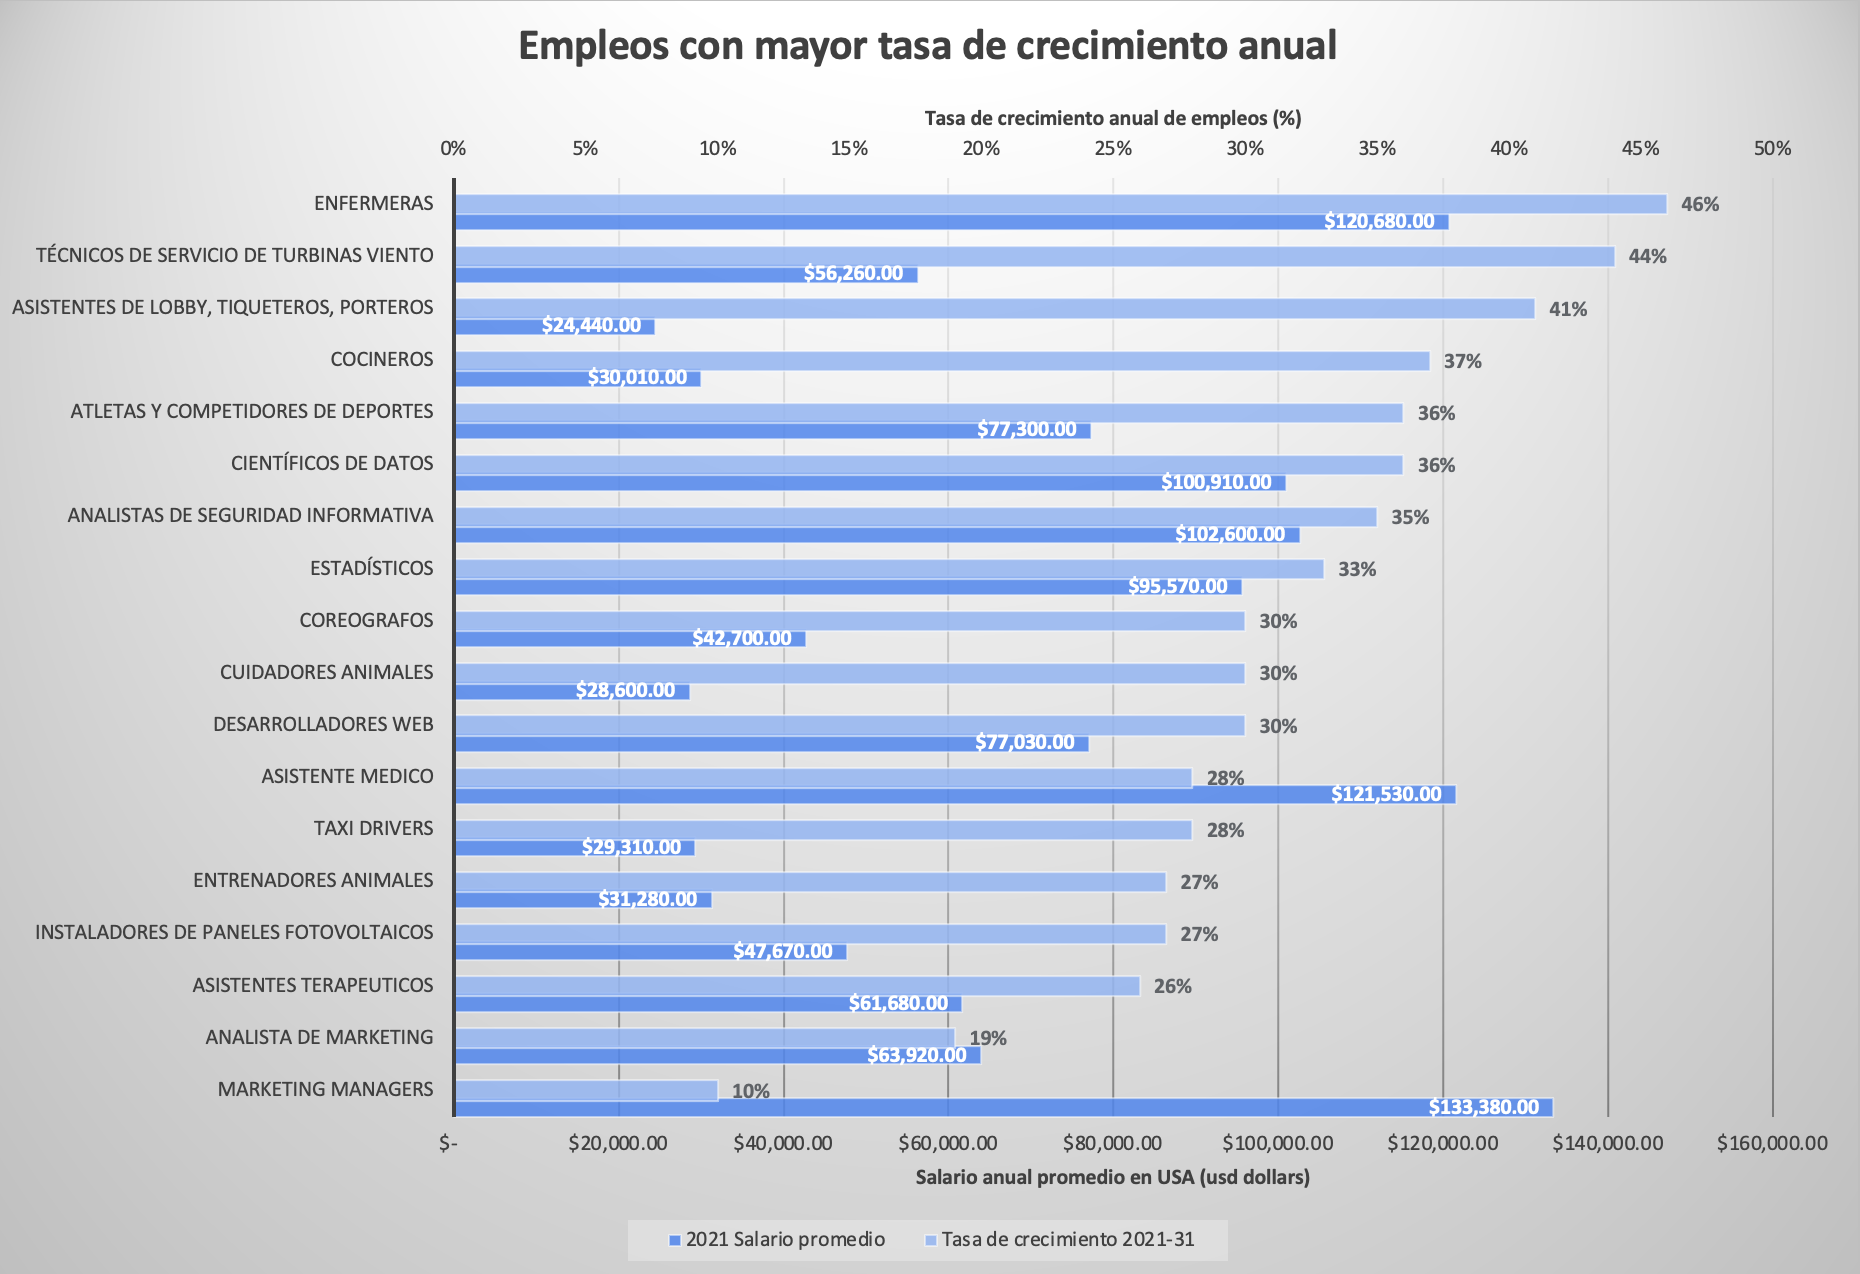 Empleos con mayor tasa de crecimiento anual
Tasa de crecimiento anual de empleos (%)
0% 5% 10% 15% 20% 25% 30% 35% 40% 45% 50%
ENFERMERAS 46%
$120,680.00
TÉCNICOS DE SERVICIO DE TURBINAS VIENTO 44%
$56,260.00
ASISTENTES DE LOBBY, TIQUETEROS, PORTEROS 41%
$24,440.00
COCINEROS 37%
$30,010.00
ATLETAS Y COMPETIDORES DE DEPORTES 36%
$77,300.00
CIENTÍFICOS DE DATOS 36%
$100,910.00
ANALISTAS DE SEGURIDAD INFORMATIVA 35%
$102,600.00
ESTADÍSTICOS 33%
$95,570.00
COREOGRAFOS 30%
$42,700.00
CUIDADORES ANIMALES 30%
$28,600.00
DESARROLLADORES WEB 30%
$77,030.00
ASISTENTE MEDICO 28%
$121,530.00
TAXI DRIVERS 28%
$29,310.00
ENTRENADORES ANIMALES 27%
$31,280.00
INSTALADORES DE PANELES FOTOVOLTAICOS 27%
$47,670.00
ASISTENTES TERAPEUTICOS 26%
$61,680.00
ANALISTA DE MARKETING 19%
$63,920.00
MARKETING MANAGERS 10%
$133,380.00
$- $20,000.00 $40,000.00 $60,000.00 $80,000.00 $100,000.00 $120,000.00 $140,000.00 $160,000.00
Salario anual promedio en USA (usd dollars)
2021 Salario promedio Tasa de crecimiento 2021-31